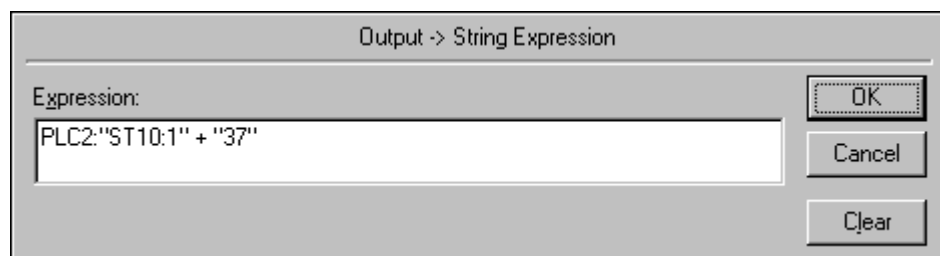 Output -> String Expression
Expression:
PLC2:"ST10:1" + "37"
OK
Cancel
Clear